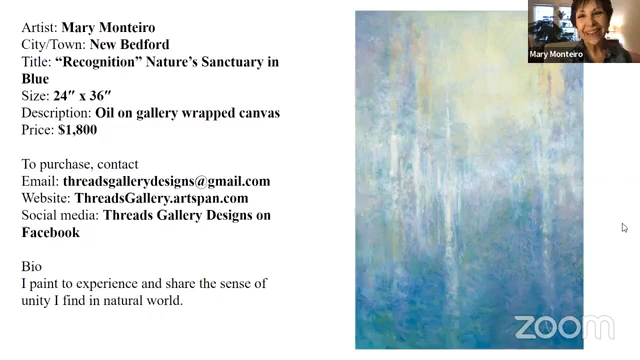 Artist: Mary Monteiro
City/Town: New Bedford
Title: “Recognition” Nature’s Sanctuary in
Blue
Size: 24″ x 36″
Description: Oil on gallery wrapped canvas
Price: $1,800
To purchase, contact
Email: threadsgallerydesigns@gmail.com
Website: ThreadsGallery.artspan.com
Social media: Threads Gallery Designs on
Facebook
Bio
I paint to experience and share the sense of
unity I find in natural world.
Mary Monteiro
zoom